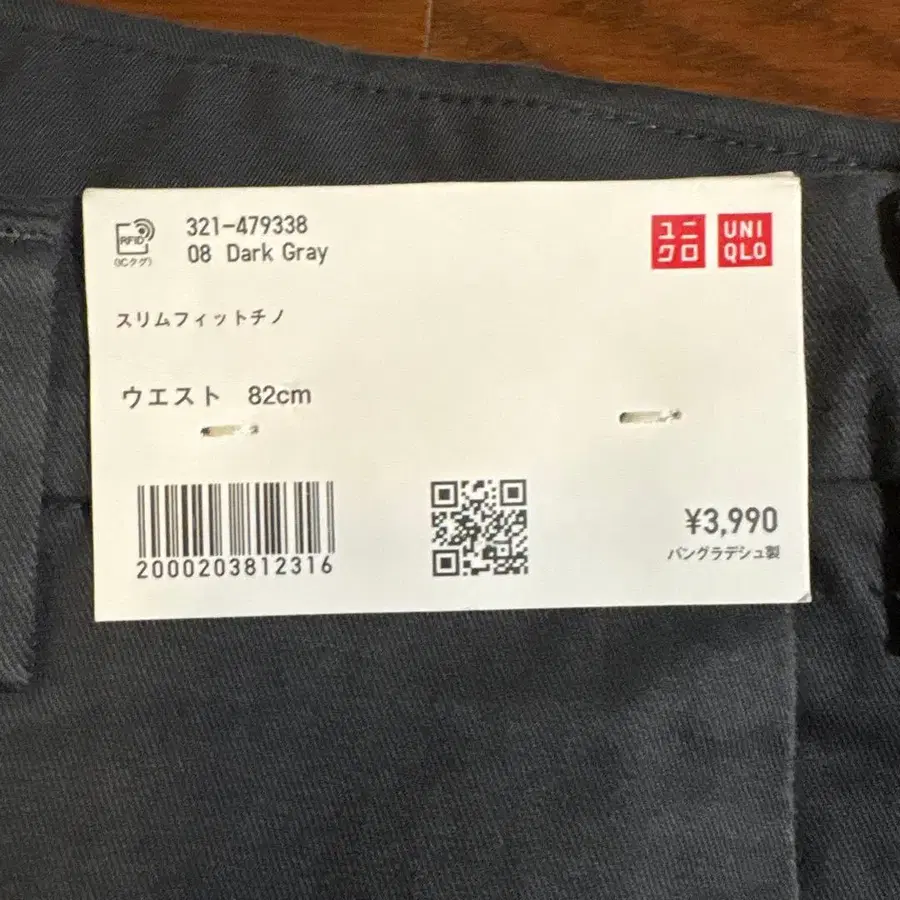 RFID
(ICタグ)
321-479338
08 Dark Gray
ユニ
クロ
UNI
QLO
スリムフィットチノ
ウエスト 82cm
2000203812316
¥3,990
バングラデシュ製